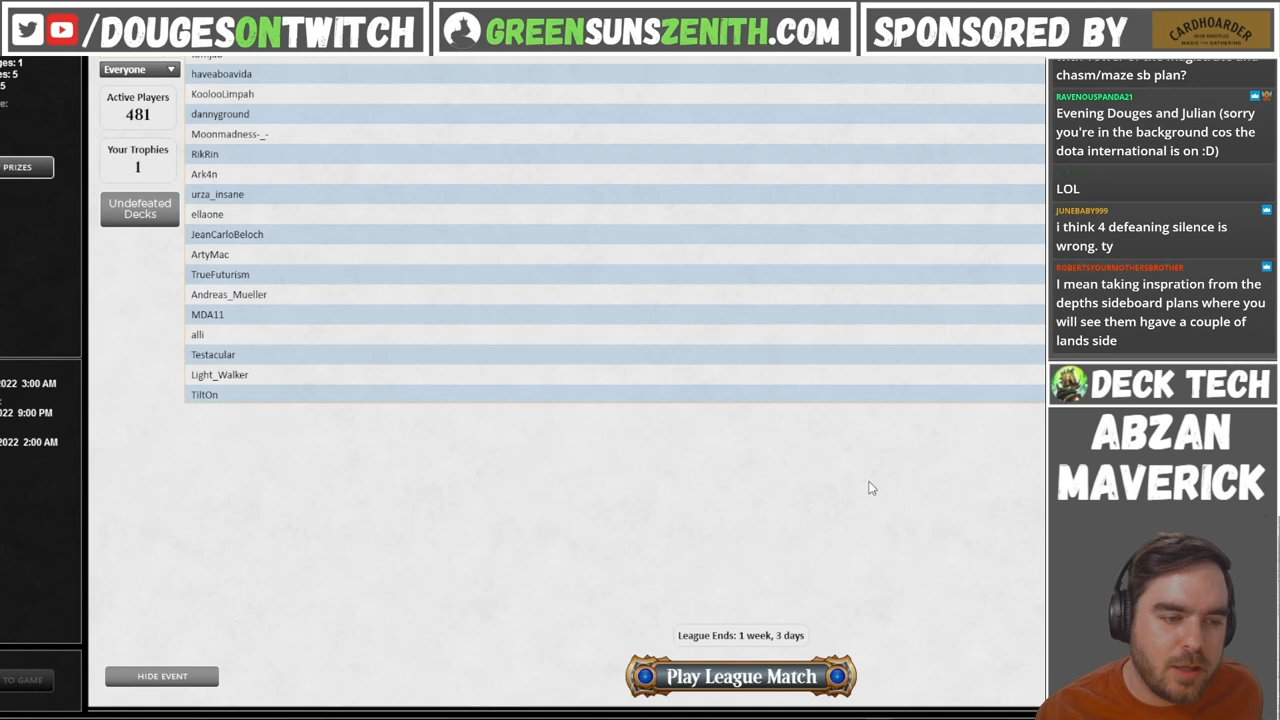 /DOUGESONTWITCH
GREENSUNSZENITH.COM
SPONSORED BY
CARDHOARDER
MAGIC THE GATHERING
Everyone
Active Players
481
Your Trophies
1
Undefeated
Decks
haveaboavida
KoolooLimpah
dannyground
Moonmadness-_-
RikRin
Ark4n
urza_insane
ellaone
JeanCarloBeloch
ArtyMac
TrueFuturism
Andreas_Mueller
MDA11
alli
Testacular
Light_Walker
TiltOn
PRIZES
2022 3:00 AM
2022 9:00 PM
2022 2:00 AM
TO GAME
HIDE EVENT
League Ends: 1 week, 3 days
Play League Match
chasm/maze sb plan?
RAVENOUSPANDA21
Evening Douges and Julian (sorry
you're in the background cos the
dota international is on :D)
LOL
JUNEBABY999
i think 4 defeaning silence is
wrong. ty
ROBERTSYOURMOTHERSBROTHER
I mean taking inspration from the
depths sideboard plans where you
will see them hgave a couple of
lands side
DECK TECH
ABZAN
MAVERICK